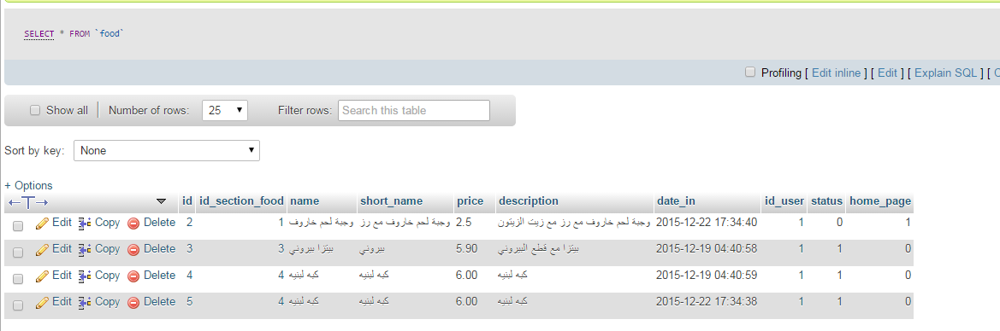 SELECT * FROM `food`
Profiling [ Edit inline ] [ Edit ] [ Explain SQL ] [ C
Show all Number of rows: 25 Filter rows: Search this table
Sort by key: None
+ Options
←T→ id id_section_food name short_name price description date_in id_user status home_page
Edit Copy Delete 2 1 وجبة لحم خاروف وجبة لحم خاروف مع رز 2.5 وجبة لحم خاروف مع رز مع زيت الزيتون 2015-12-22 17:34:40 1 0 1
Edit Copy Delete 3 3 بيتزا بيروني بيروني 5.90 بيتزا مع قطع البيروني 2015-12-19 04:40:58 1 1 0
Edit Copy Delete 4 4 كبه لبنيه كبه لبنيه 6.00 كبه لبنيه 2015-12-19 04:40:59 1 1 0
Edit Copy Delete 5 4 كبه لبنيه كبه لبنيه 6.00 كبه لبنيه 2015-12-22 17:34:38 1 1 0